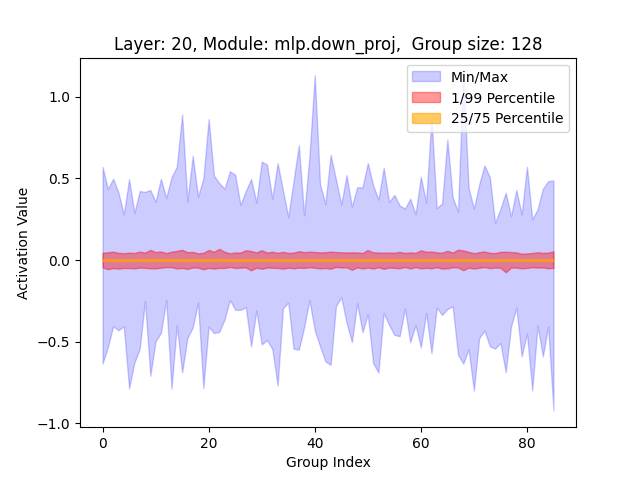 Layer: 20, Module: mlp.down_proj,  Group size: 128
Min/Max
1/99 Percentile
25/75 Percentile
1.0
0.5
0.0
−0.5
−1.0
Activation Value
0 20 40 60 80
Group Index